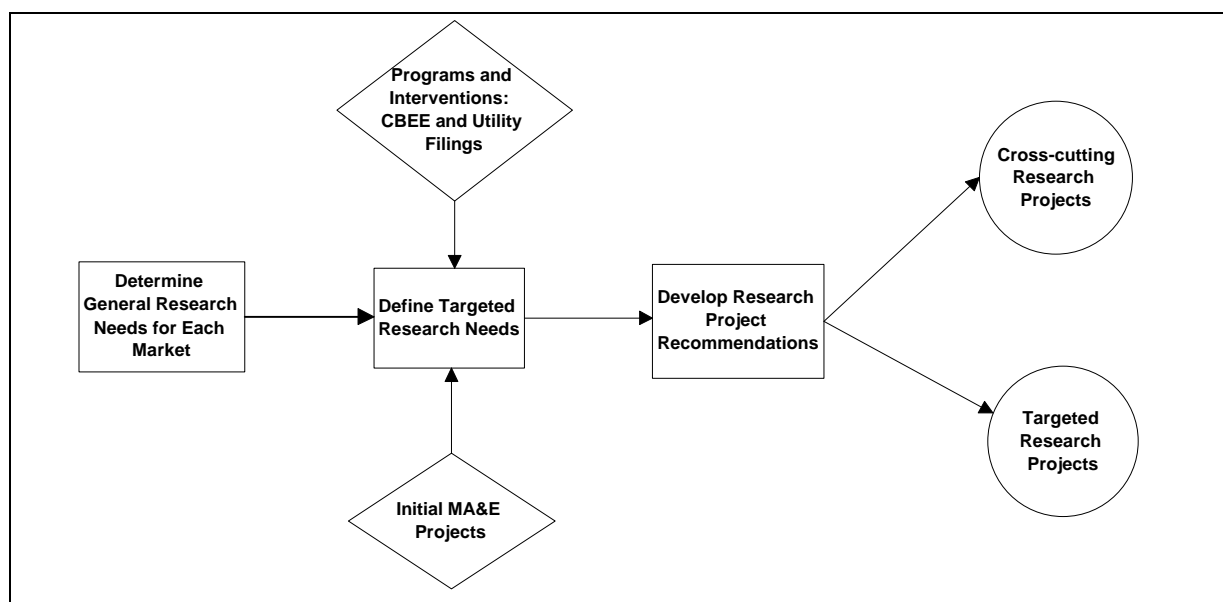 Programs and
Interventions:
CBEE and Utility
Filings
Cross-cutting
Research
Projects
Determine
General Research
Needs for Each
Market
Define Targeted
Research Needs
Develop Research
Project
Recommendations
Targeted
Research
Projects
Initial MA&E
Projects